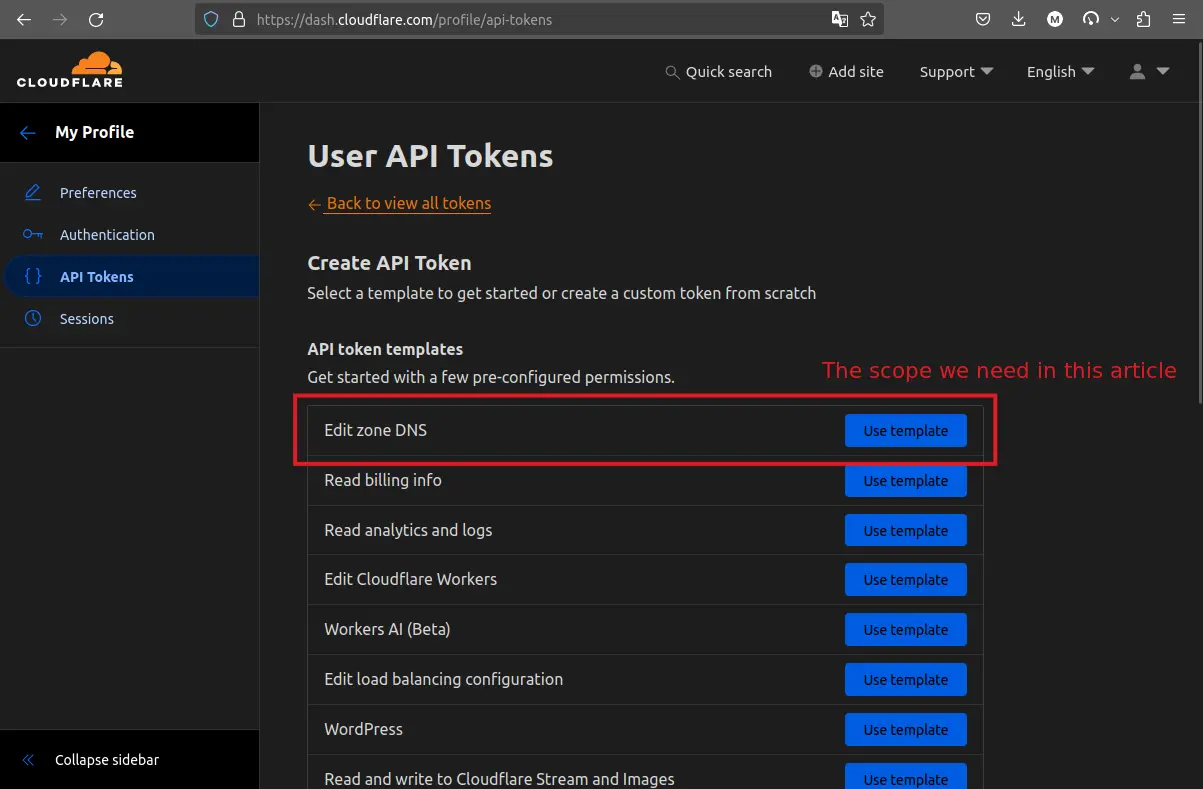 https://dash.cloudflare.com/profile/api-tokens
M
CLOUDFLARE
Quick search
Add site
Support
English
My Profile
Preferences
Authentication
API Tokens
Sessions
Collapse sidebar
User API Tokens
Back to view all tokens
Create API Token
Select a template to get started or create a custom token from scratch
API token templates
Get started with a few pre-configured permissions.
The scope we need in this article
Edit zone DNS Use template
Read billing info Use template
Read analytics and logs Use template
Edit Cloudflare Workers Use template
Workers AI (Beta) Use template
Edit load balancing configuration Use template
WordPress Use template
Read and write to Cloudflare Stream and Images Use template